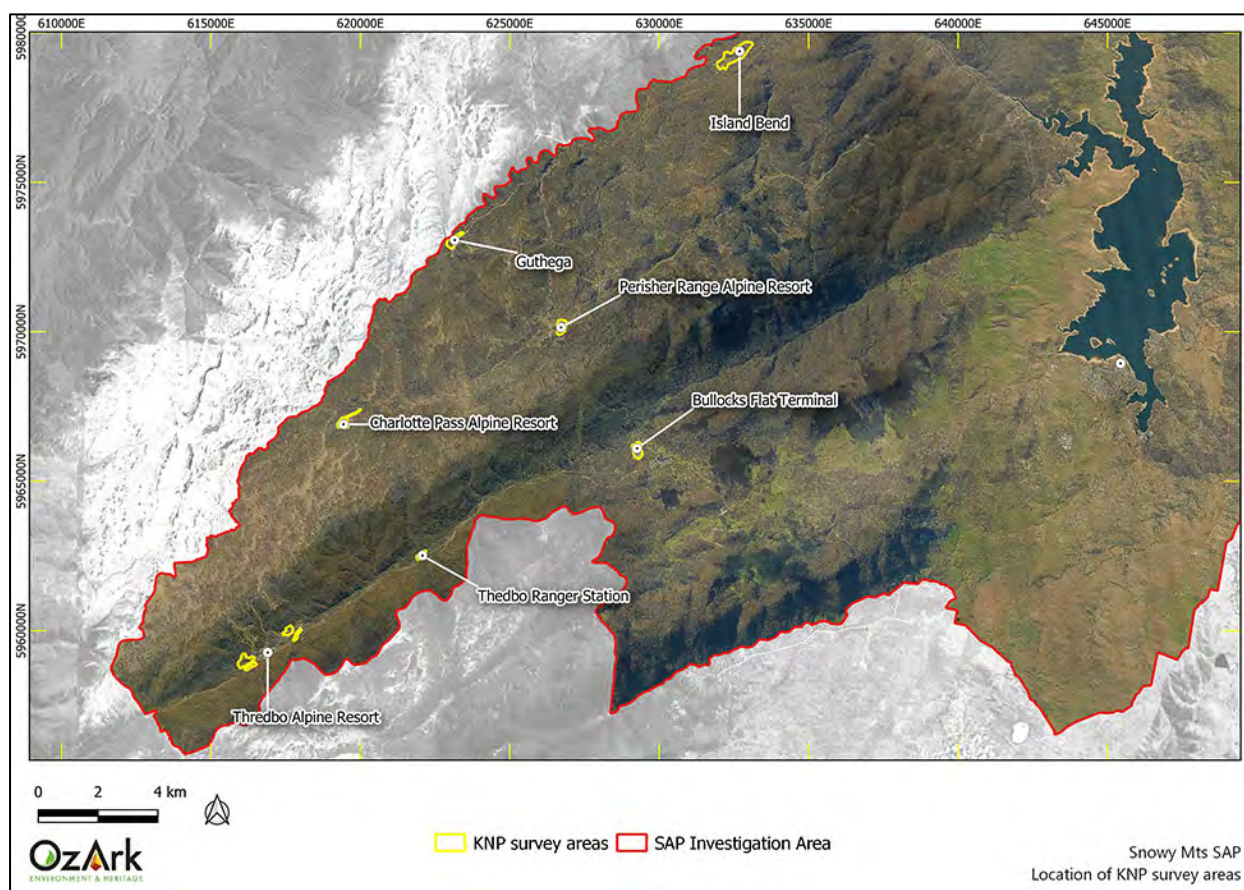 610000E 615000E 620000E 625000E 630000E 635000E 640000E 645000E
5980000N
5975000N
5970000N
5965000N
5960000N
Island Bend
Guthega
Perisher Range Alpine Resort
Charlotte Pass Alpine Resort
Bullocks Flat Terminal
Thedbo Ranger Station
Thredbo Alpine Resort
0 2 4 km
OzArk
ENVIRONMENT & HERITAGE
KNP survey areas SAP Investigation Area
Snowy Mts SAP
Location of KNP survey areas